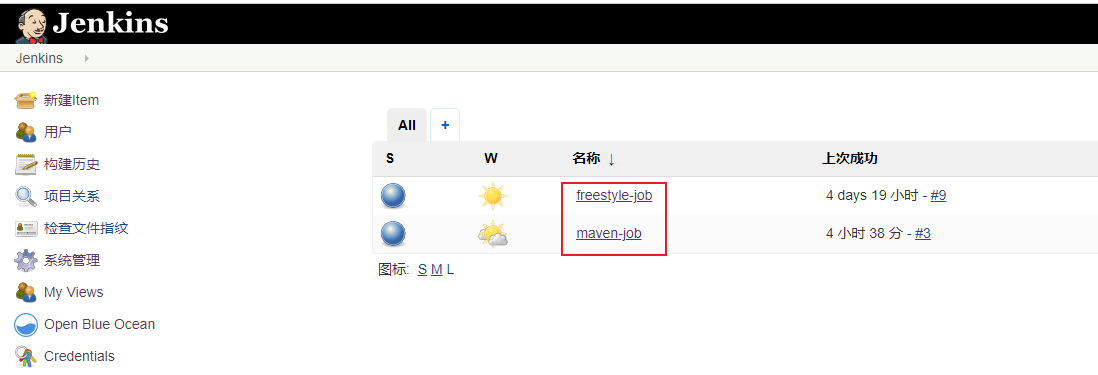 Jenkins
Jenkins
新建Item
用户
构建历史
项目关系
检查文件指纹
系统管理
My Views
Open Blue Ocean
Credentials
All +
S W 名称 ↓ 上次成功
freestyle-job 4 days 19 小时 - #9
maven-job 4 小时 38 分 - #3
图标: S M L